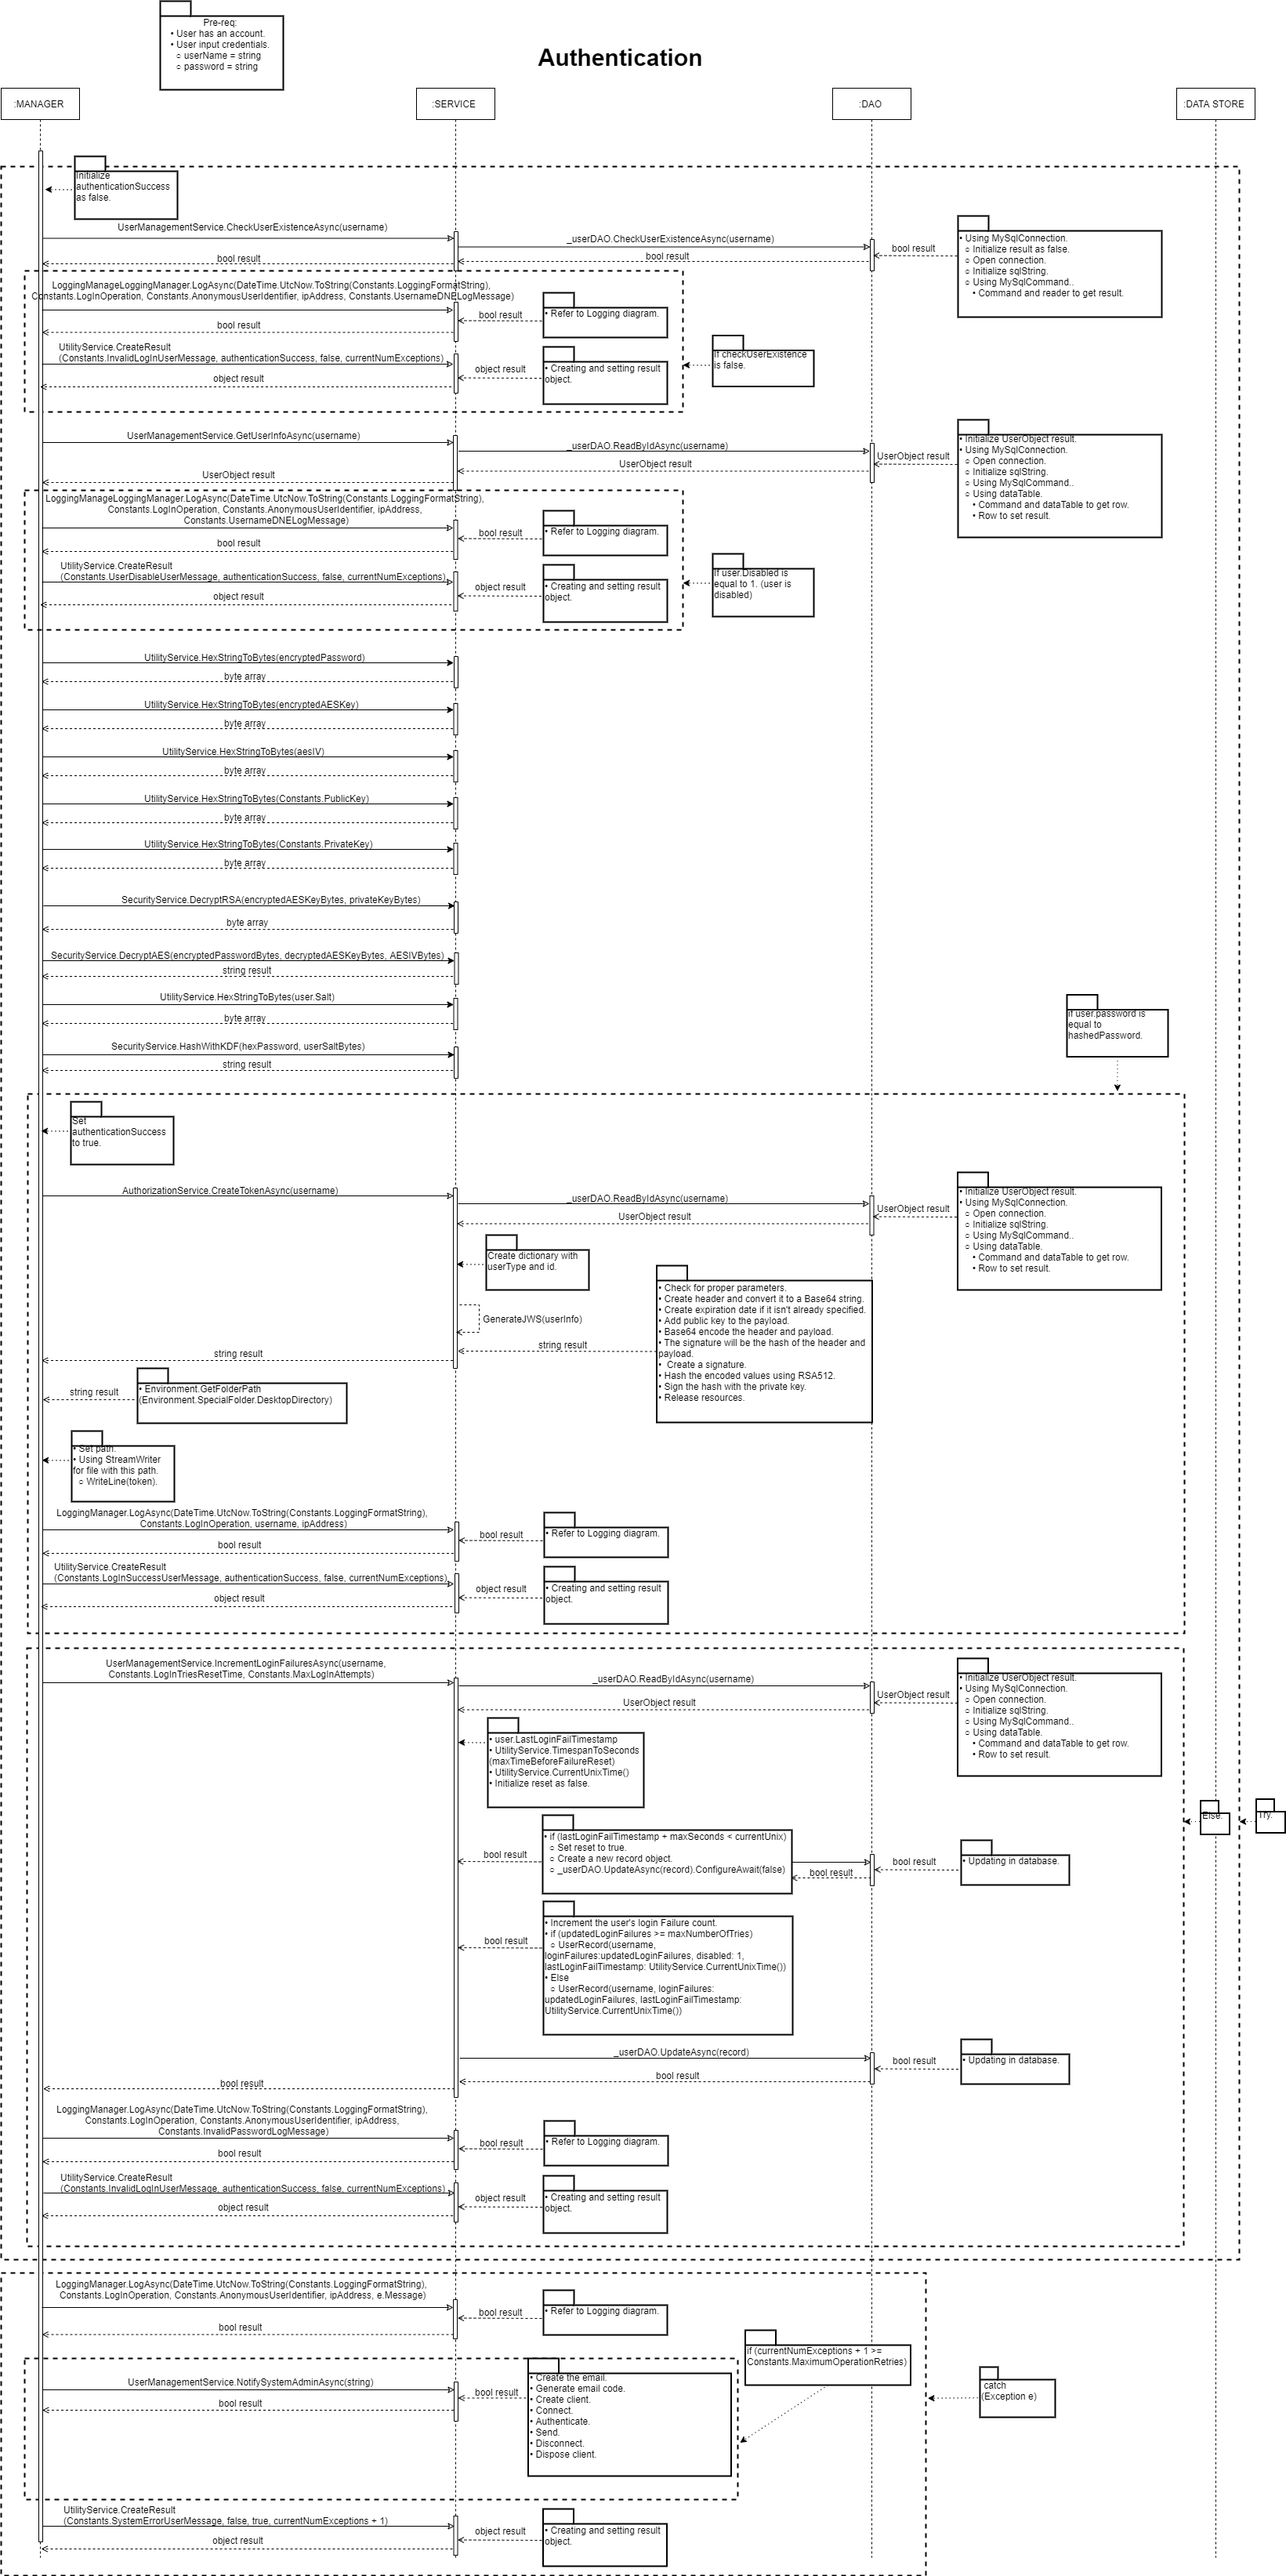 Pre-req:
• User has an account.
• User input credentials.
○ userName = string
○ password = string
Authentication
:MANAGER
:SERVICE
:DAO
:DATA STORE
Initialize
authenticationSuccess
as false.
UserManagementService.CheckUserExistenceAsync(username)
_userDAO.CheckUserExistenceAsync(username)
bool result
bool result
bool result
• Using MySqlConnection.
○ Initialize result as false.
○ Open connection.
○ Initialize sqlString.
○ Using MySqlCommand..
• Command and reader to get result.
LoggingManageLoggingManager.LogAsync(DateTime.UtcNow.ToString(Constants.LoggingFormatString),
Constants.LogInOperation, Constants.AnonymousUserIdentifier, ipAddress, Constants.UsernameDNELogMessage)
bool result
bool result
• Refer to Logging diagram.
UtilityService.CreateResult
(Constants.InvalidLogInUserMessage, authenticationSuccess, false, currentNumExceptions)
object result
object result
• Creating and setting result
object.
If checkUserExistence
is false.
UserManagementService.GetUserInfoAsync(username)
_userDAO.ReadByIdAsync(username)
UserObject result
UserObject result
UserObject result
• Initialize UserObject result.
• Using MySqlConnection.
○ Open connection.
○ Initialize sqlString.
○ Using MySqlCommand..
○ Using dataTable.
• Command and dataTable to get row.
• Row to set result.
LoggingManageLoggingManager.LogAsync(DateTime.UtcNow.ToString(Constants.LoggingFormatString),
Constants.LogInOperation, Constants.AnonymousUserIdentifier, ipAddress,
Constants.UsernameDNELogMessage)
bool result
bool result
• Refer to Logging diagram.
UtilityService.CreateResult
(Constants.UserDisableUserMessage, authenticationSuccess, false, currentNumExceptions)
object result
object result
• Creating and setting result
object.
If user.Disabled is
equal to 1. (user is
disabled)
UtilityService.HexStringToBytes(encryptedPassword)
byte array
UtilityService.HexStringToBytes(encryptedAESKey)
byte array
UtilityService.HexStringToBytes(aesIV)
byte array
UtilityService.HexStringToBytes(Constants.PublicKey)
byte array
UtilityService.HexStringToBytes(Constants.PrivateKey)
byte array
SecurityService.DecryptRSA(encryptedAESKeyBytes, privateKeyBytes)
byte array
SecurityService.DecryptAES(encryptedPasswordBytes, decryptedAESKeyBytes, AESIVBytes)
string result
UtilityService.HexStringToBytes(user.Salt)
byte array
SecurityService.HashWithKDF(hexPassword, userSaltBytes)
string result
if user.password is
equal to
hashedPassword.
Set
authenticationSuccess
to true.
AuthorizationService.CreateTokenAsync(username)
_userDAO.ReadByIdAsync(username)
UserObject result
UserObject result
• Initialize UserObject result.
• Using MySqlConnection.
○ Open connection.
○ Initialize sqlString.
○ Using MySqlCommand..
○ Using dataTable.
• Command and dataTable to get row.
• Row to set result.
Create dictionary with
userType and id.
GenerateJWS(userInfo)
string result
• Check for proper parameters.
• Create header and convert it to a Base64 string.
• Create expiration date if it isn't already specified.
• Add public key to the payload.
• Base64 encode the header and payload.
• The signature will be the hash of the header and
payload.
• Create a signature.
• Hash the encoded values using RSA512.
• Sign the hash with the private key.
• Release resources.
string result
string result
• Environment.GetFolderPath
(Environment.SpecialFolder.DesktopDirectory)
• Set path.
• Using StreamWriter
for file with this path.
○ WriteLine(token).
LoggingManager.LogAsync(DateTime.UtcNow.ToString(Constants.LoggingFormatString),
Constants.LogInOperation, username, ipAddress)
bool result
bool result
• Refer to Logging diagram.
UtilityService.CreateResult
(Constants.LogInSuccessUserMessage, authenticationSuccess, false, currentNumExceptions)
object result
object result
• Creating and setting result
object.
UserManagementService.IncrementLoginFailuresAsync(username,
Constants.LogInTriesResetTime, Constants.MaxLogInAttempts)
_userDAO.ReadByIdAsync(username)
UserObject result
UserObject result
• Initialize UserObject result.
• Using MySqlConnection.
○ Open connection.
○ Initialize sqlString.
○ Using MySqlCommand..
○ Using dataTable.
• Command and dataTable to get row.
• Row to set result.
• user.LastLoginFailTimestamp
• UtilityService.TimespanToSeconds
(maxTimeBeforeFailureReset)
• UtilityService.CurrentUnixTime()
• Initialize reset as false.
Else.
Try.
bool result
• if (lastLoginFailTimestamp + maxSeconds < currentUnix)
○ Set reset to true.
○ Create a new record object.
○ _userDAO.UpdateAsync(record).ConfigureAwait(false)
bool result
bool result
• Updating in database.
bool result
• Increment the user's login Failure count.
• if (updatedLoginFailures >= maxNumberOfTries)
○ UserRecord(username,
loginFailures:updatedLoginFailures, disabled: 1,
lastLoginFailTimestamp: UtilityService.CurrentUnixTime())
• Else
○ UserRecord(username, loginFailures:
updatedLoginFailures, lastLoginFailTimestamp:
UtilityService.CurrentUnixTime())
_userDAO.UpdateAsync(record)
bool result
bool result
• Updating in database.
bool result
LoggingManager.LogAsync(DateTime.UtcNow.ToString(Constants.LoggingFormatString),
Constants.LogInOperation, Constants.AnonymousUserIdentifier, ipAddress,
Constants.InvalidPasswordLogMessage)
bool result
bool result
• Refer to Logging diagram.
UtilityService.CreateResult
(Constants.InvalidLogInUserMessage, authenticationSuccess, false, currentNumExceptions)
object result
object result
• Creating and setting result
object.
LoggingManager.LogAsync(DateTime.UtcNow.ToString(Constants.LoggingFormatString),
Constants.LogInOperation, Constants.AnonymousUserIdentifier, ipAddress, e.Message)
bool result
bool result
• Refer to Logging diagram.
if (currentNumExceptions + 1 >=
Constants.MaximumOperationRetries)
UserManagementService.NotifySystemAdminAsync(string)
bool result
bool result
• Create the email.
• Generate email code.
• Create client.
• Connect.
• Authenticate.
• Send.
• Disconnect.
• Dispose client.
catch
(Exception e)
UtilityService.CreateResult
(Constants.SystemErrorUserMessage, false, true, currentNumExceptions + 1)
object result
object result
• Creating and setting result
object.